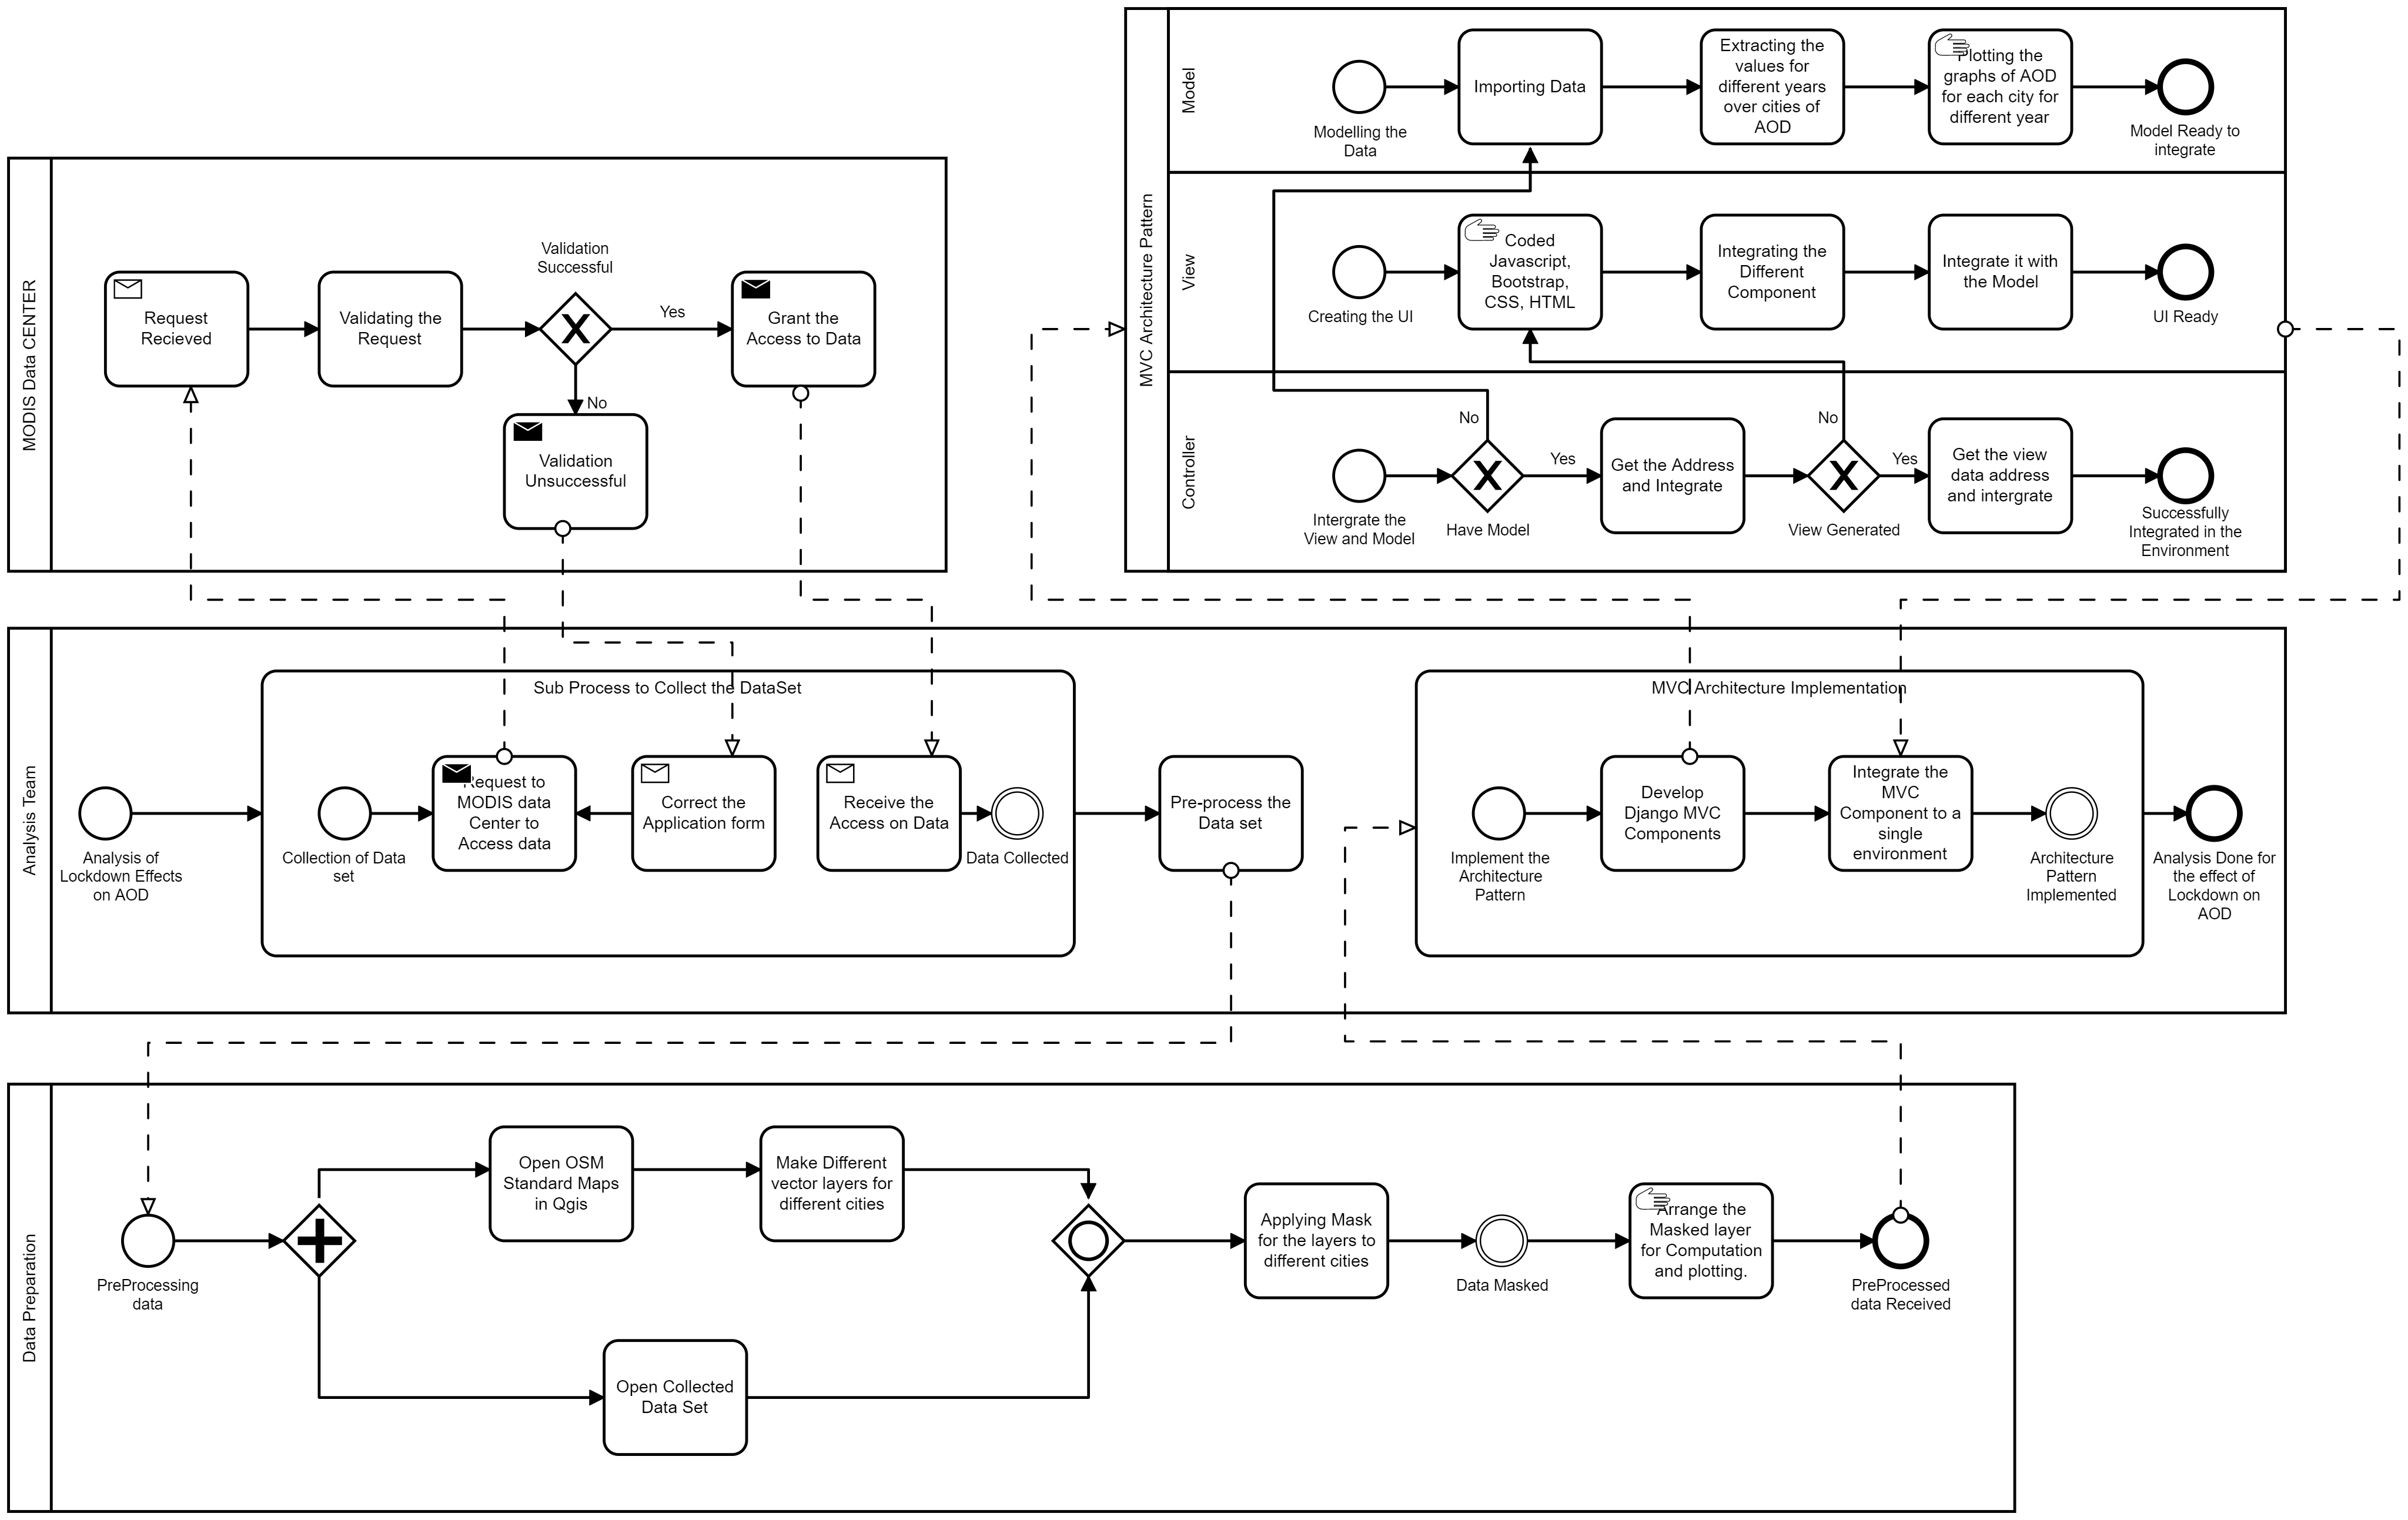 MVC Architecture Pattern
Model
Modelling the
Data
Importing Data
Extracting the
values for
different years
over cities of
AOD
Plotting the
graphs of AOD
for each city for
different year
Model Ready to
integrate
View
Creating the UI
Coded
Javascript,
Bootstrap,
CSS, HTML
Integrating the
Different
Component
Integrate it with
the Model
UI Ready
Controller
Intergrate the
View and Model
No
Have Model
Yes
Get the Address
and Integrate
No
View Generated
Yes
Get the view
data address
and intergrate
Successfully
Integrated in the
Environment
MODIS Data CENTER
Request
Recieved
Validating the
Request
Validation
Successful
Yes
Grant the
Access to Data
No
Validation
Unsuccessful
Analysis Team
Analysis of
Lockdown Effects
on AOD
Sub Process to Collect the DataSet
Collection of Data
set
Request to
MODIS data
Center to
Access data
Correct the
Application form
Receive the
Access on Data
Data Collected
Pre-process the
Data set
MVC Architecture Implementation
Implement the
Architecture
Pattern
Develop
Django MVC
Components
Integrate the
MVC
Component to a
single
environment
Architecture
Pattern
Implemented
Analysis Done for
the effect of
Lockdown on
AOD
Data Preparation
PreProcessing
data
Open OSM
Standard Maps
in Qgis
Make Different
vector layers for
different cities
Open Collected
Data Set
Applying Mask
for the layers to
different cities
Data Masked
Arrange the
Masked layer
for Computation
and plotting.
PreProcessed
data Received